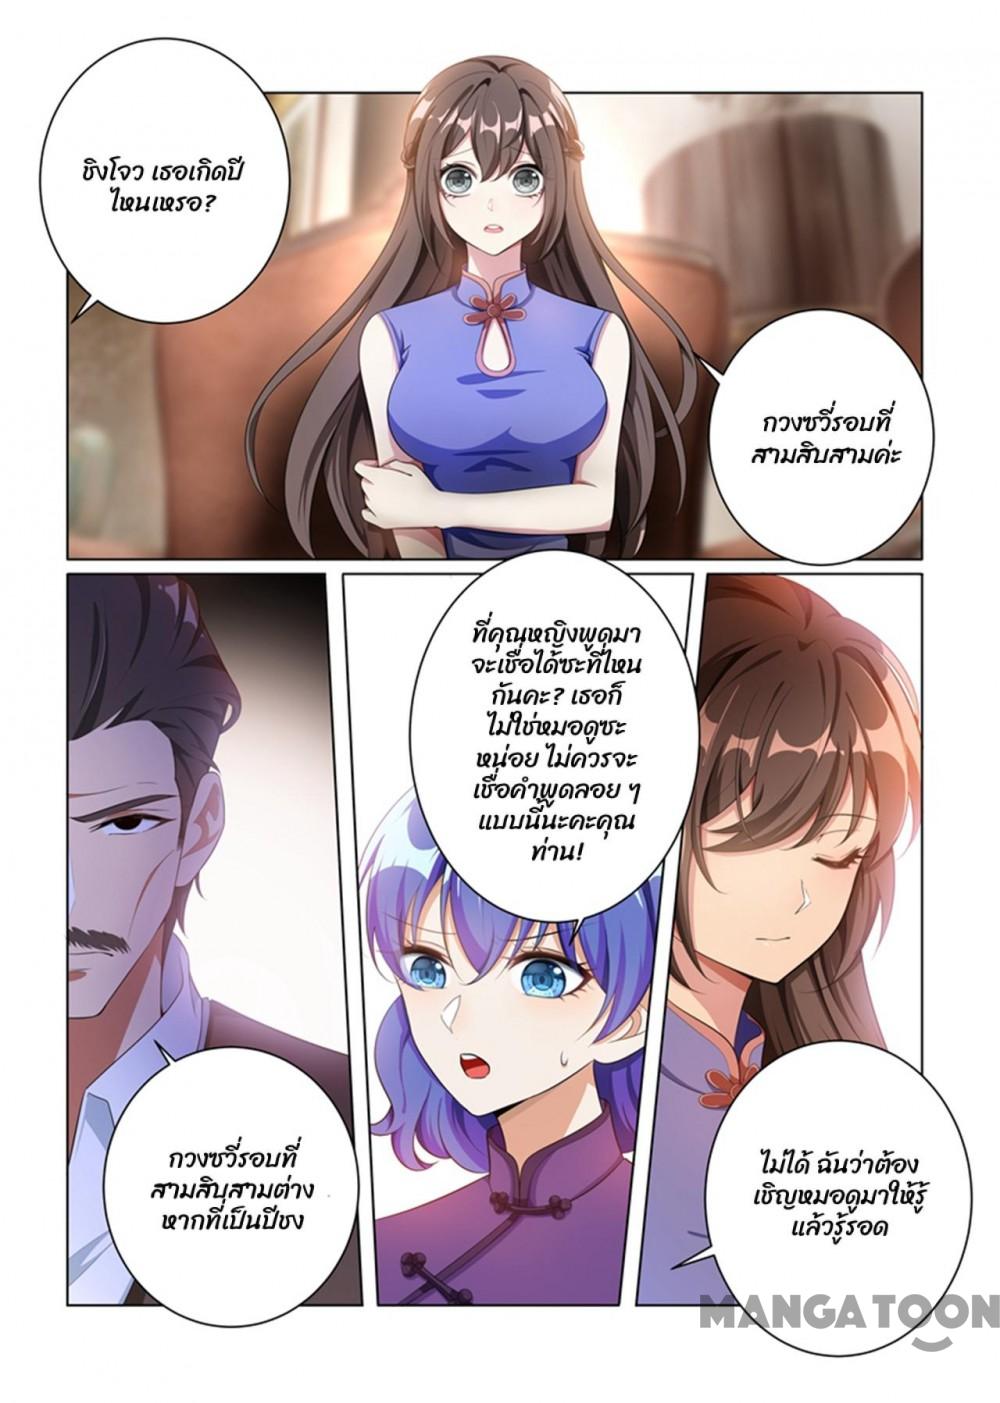 ชิงโจว เธอเกิดปี
ไหนเหรอ?
กวงซวี่รอบที่
สามสิบสามค่ะ
ที่คุณหญิงพูดมา
จะเชื่อได้ซะที่ไหน
กันคะ? เธอก็
ไม่ใช่หมอดูซะ
หน่อย ไม่ควรจะ
เชื่อคำพูดลอย ๆ
แบบนี้นะคะคุณ
ท่าน!
กวงซวี่รอบที่
สามสิบสามต่าง
หากที่เป็นปีชง
ไม่ได้ ฉันว่าต้อง
เชิญหมอดูมาให้รู้
แล้วรู้รอด
MANGATOON